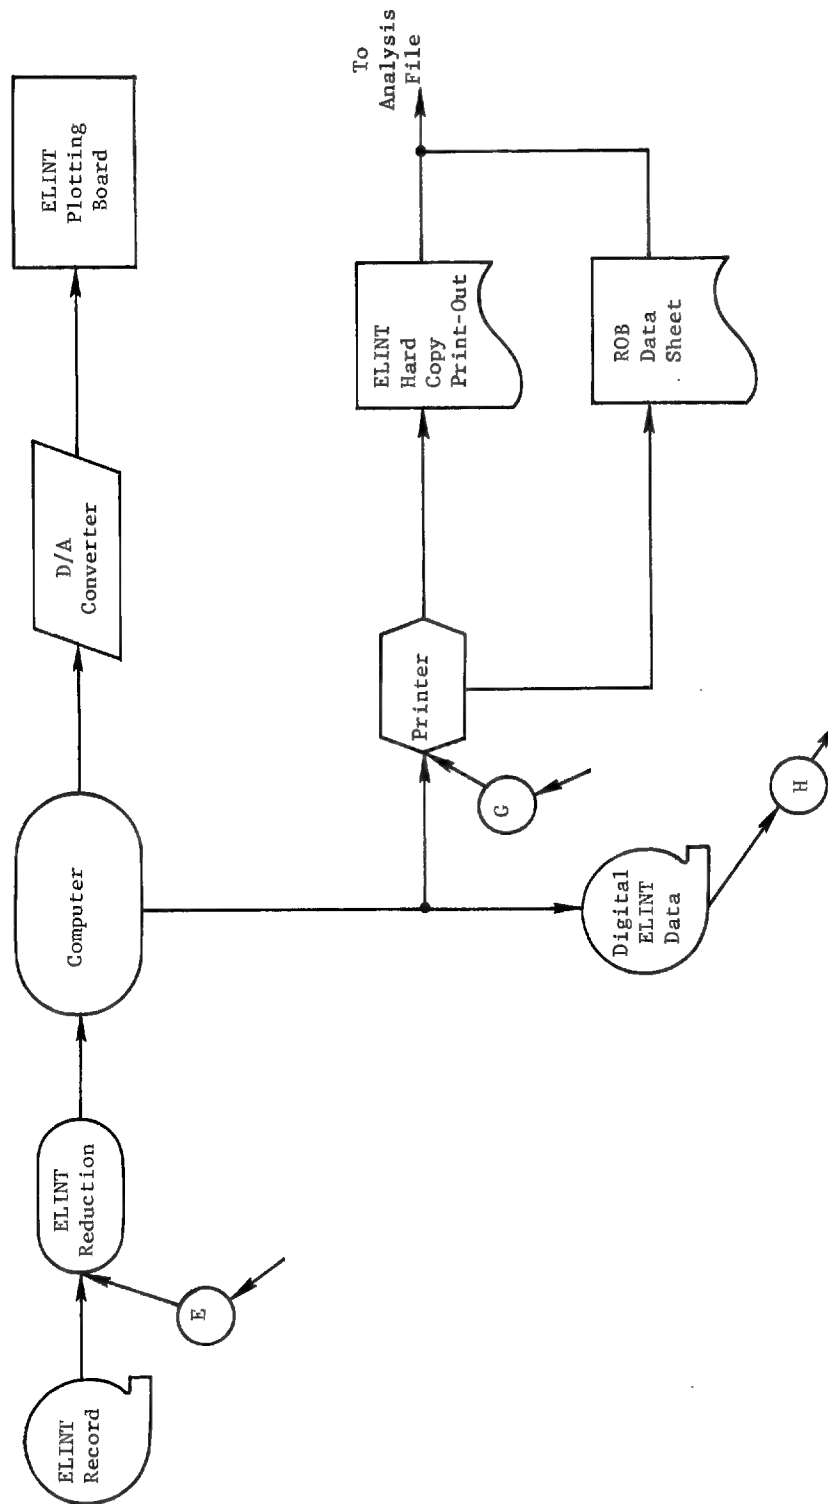 ELINT
Record
E
ELINT
Reduction
Computer
D/A
Converter
ELINT
Plotting
Board
G
Printer
ELINT
Hard
Copy
Print-Out
To
Analysis
File
Digital
ELINT
Data
H
ROB
Data
Sheet